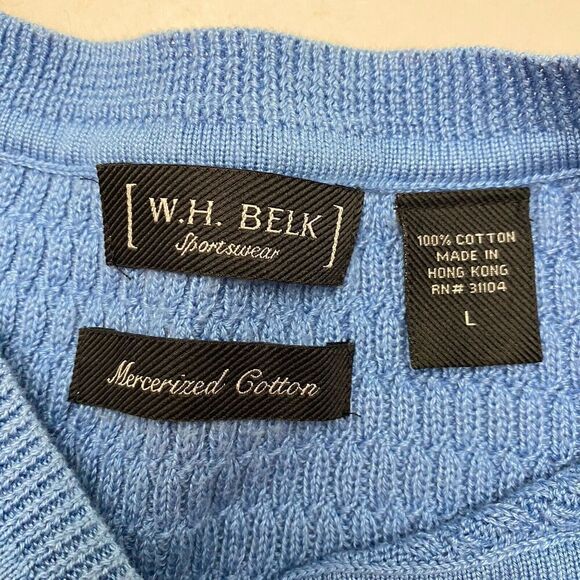 [ W.H. BELK ]
Sportswear
100% COTTON
MADE IN
HONG KONG
RN# 31104
L
Mercerized Cotton